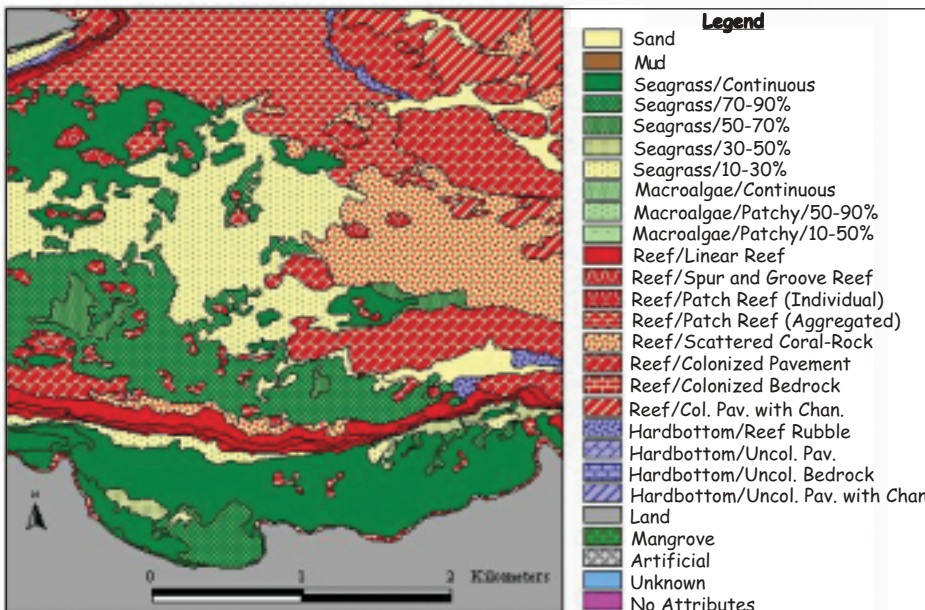 Legend
Sand
Mud
Seagrass/Continuous
Seagrass/70-90%
Seagrass/50-70%
Seagrass/30-50%
Seagrass/10-30%
Macroalgae/Continuous
Macroalgae/Patchy/50-90%
Macroalgae/Patchy/10-50%
Reef/Linear Reef
Reef/Spur and Groove Reef
Reef/Patch Reef (Individual)
Reef/Patch Reef (Aggregated)
Reef/Scattered Coral-Rock
Reef/Colonized Pavement
Reef/Colonized Bedrock
Reef/Col. Pav. with Chan.
Hardbottom/Reef Rubble
Hardbottom/Uncol. Pav.
Hardbottom/Uncol. Bedrock
Hardbottom/Uncol. Pav. with Chan
Land
Mangrove
Artificial
Unknown
No Attributes
N
0 1 2 Kilometers